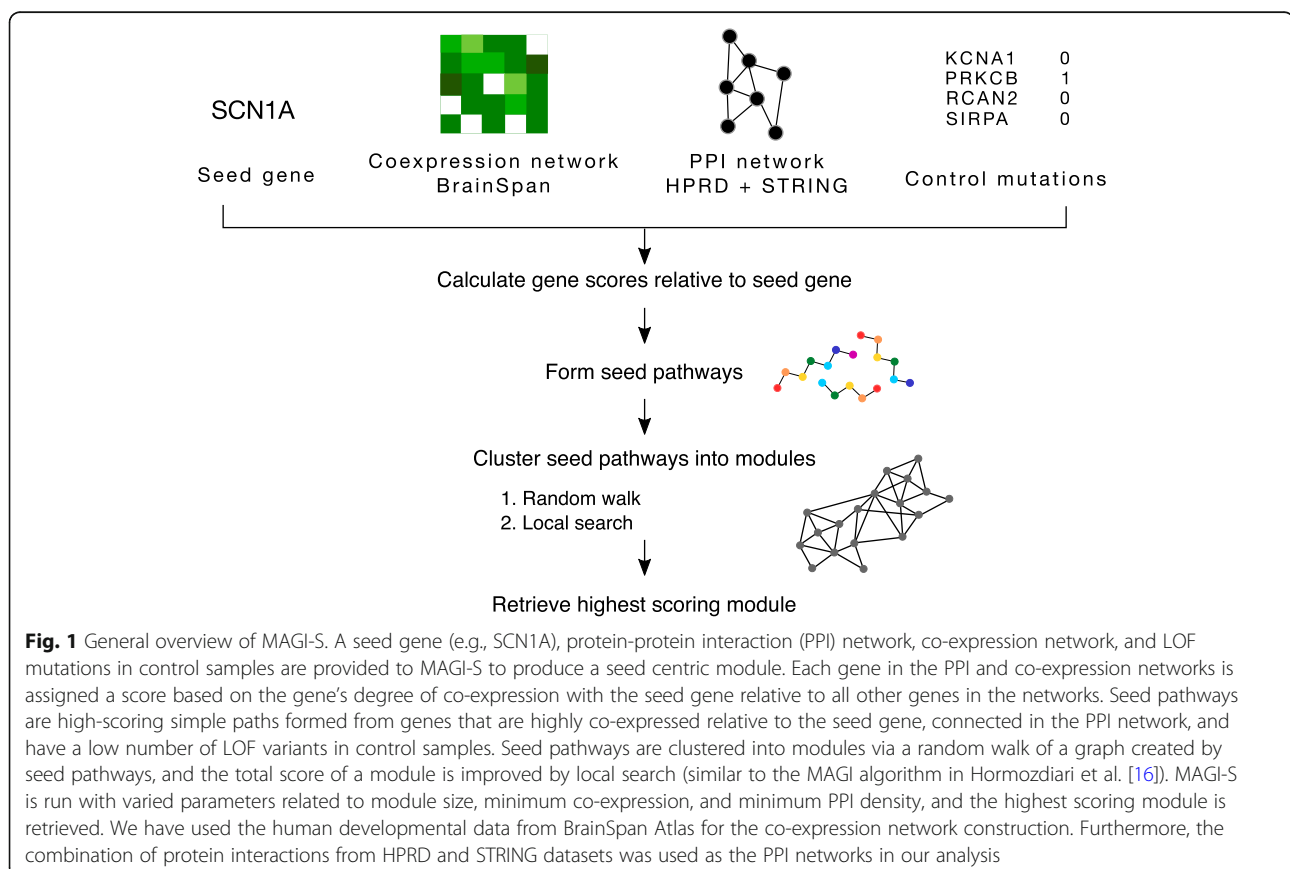 SCN1A
Seed gene
Coexpression network
BrainSpan
PPI network
HPRD + STRING
KCNA1 0
PRKCB 1
RCAN2 0
SIRPA 0
Control mutations
Calculate gene scores relative to seed gene
Form seed pathways
Cluster seed pathways into modules
1. Random walk
2. Local search
Retrieve highest scoring module
Fig. 1 General overview of MAGI-S. A seed gene (e.g., SCN1A), protein-protein interaction (PPI) network, co-expression network, and LOF
mutations in control samples are provided to MAGI-S to produce a seed centric module. Each gene in the PPI and co-expression networks is
assigned a score based on the gene's degree of co-expression with the seed gene relative to all other genes in the networks. Seed pathways
are high-scoring simple paths formed from genes that are highly co-expressed relative to the seed gene, connected in the PPI network, and
have a low number of LOF variants in control samples. Seed pathways are clustered into modules via a random walk of a graph created by
seed pathways, and the total score of a module is improved by local search (similar to the MAGI algorithm in Hormozdiari et al. [16]). MAGI-S
is run with varied parameters related to module size, minimum co-expression, and minimum PPI density, and the highest scoring module is
retrieved. We have used the human developmental data from BrainSpan Atlas for the co-expression network construction. Furthermore, the
combination of protein interactions from HPRD and STRING datasets was used as the PPI networks in our analysis